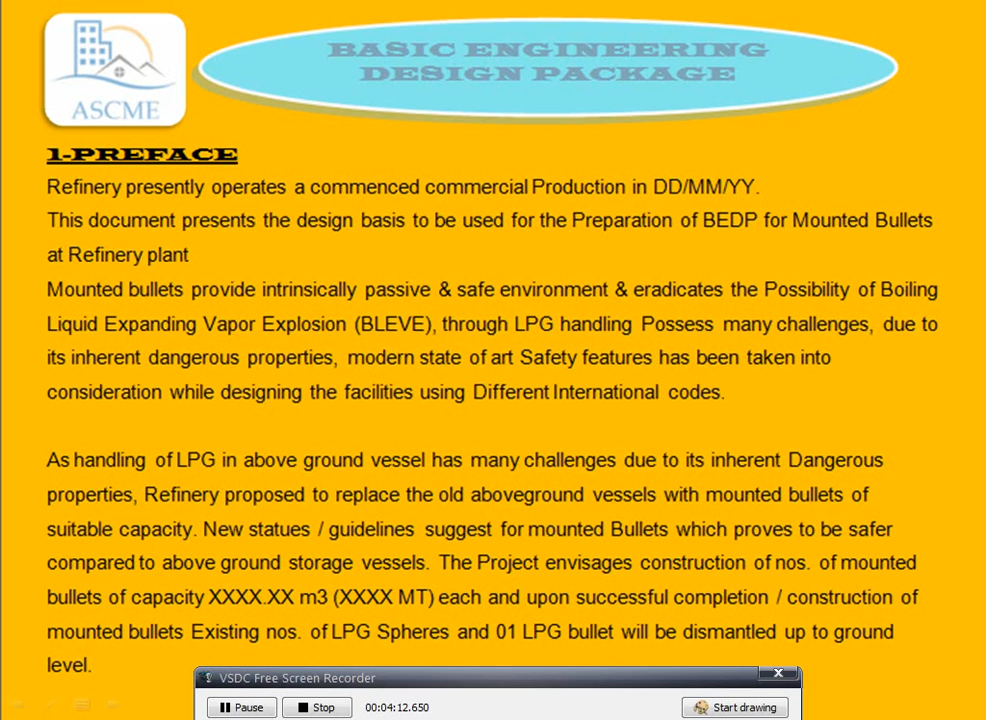 ASCME
BASIC ENGINEERING
DESIGN PACKAGE
1-PREFACE
Refinery presently operates a commenced commercial Production in DD/MM/YY.
This document presents the design basis to be used for the Preparation of BEDP for Mounted Bullets
at Refinery plant
Mounted bullets provide intrinsically passive & safe environment & eradicates the Possibility of Boiling
Liquid Expanding Vapor Explosion (BLEVE), through LPG handling Possess many challenges, due to
its inherent dangerous properties, modern state of art Safety features has been taken into
consideration while designing the facilities using Different International codes.
As handling of LPG in above ground vessel has many challenges due to its inherent Dangerous
properties, Refinery proposed to replace the old aboveground vessels with mounted bullets of
suitable capacity. New statues / guidelines suggest for mounted Bullets which proves to be safer
compared to above ground storage vessels. The Project envisages construction of nos. of mounted
bullets of capacity XXXX.XX m3 (XXXX MT) each and upon successful completion / construction of
mounted bullets Existing nos. of LPG Spheres and 01 LPG bullet will be dismantled up to ground
level.
VSDC Free Screen Recorder
Pause Stop 00:04:12.650 Start drawing